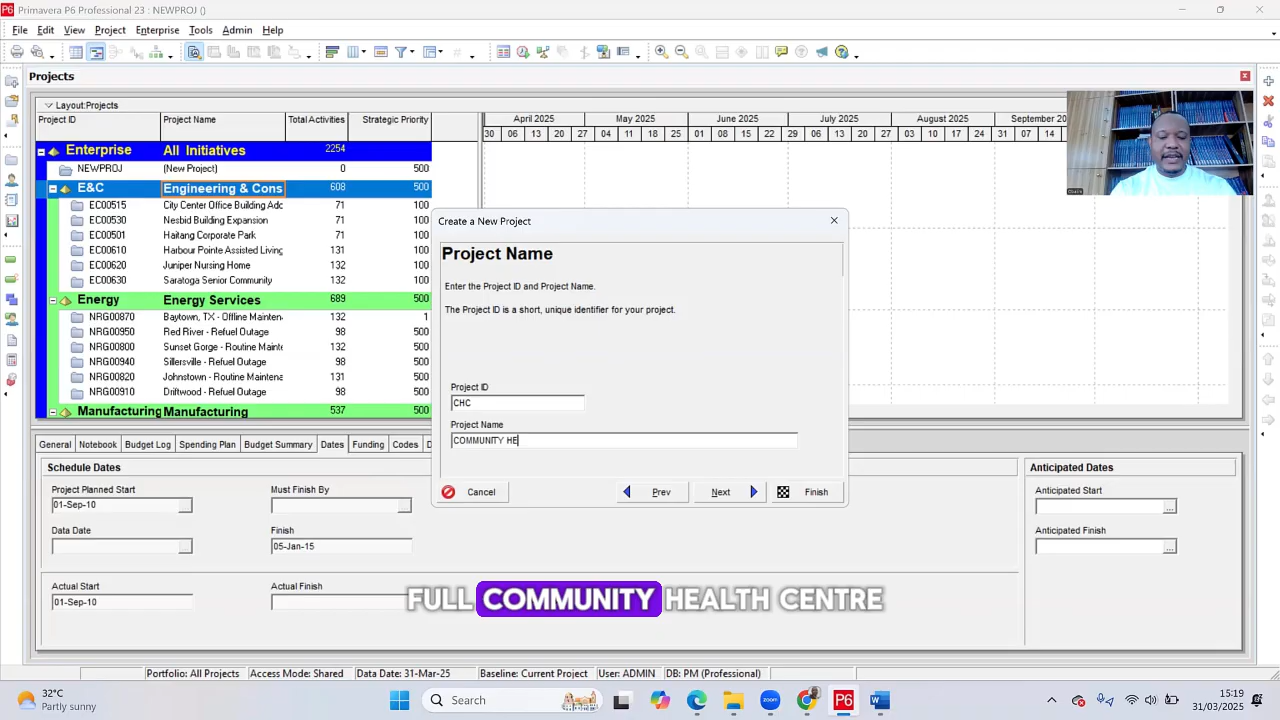 Primavera P6 Professional 23 : NEWPROJ ()
File Edit View Project Enterprise Tools Admin Help
Projects
Layout:Projects
Project ID Project Name Total Activities Strategic Priority
April 2025 May 2025 June 2025 July 2025 August 2025 September 20
30 06 13 20 27 04 11 18 25 01 08 15 22 29 06 13 20 27 03 10 17 24 31 07 14
Enterprise All Initiatives 2254
NEWPROJ (New Project) 0 500
E&C Engineering & Cons 608 500
EC00515 City Center Office Building Adc 71 100
EC00530 Nesbid Building Expansion 71 100
EC00501 Haitang Corporate Park 71 100
EC00610 Harbour Pointe Assisted Living 131 100
EC00620 Juniper Nursing Home 132 100
EC00630 Saratoga Senior Community 132 100
Energy Energy Services 689 500
NRG00870 Baytown, TX - Offline Mainten 132 1
NRG00950 Red River - Refuel Outage 98 500
NRG00800 Sunset Gorge - Routine Mainte 132 500
NRG00940 Sillersville - Refuel Outage 98 500
NRG00820 Johnstown - Routine Maintena 131 500
NRG00910 Driftwood - Refuel Outage 98 500
Manufacturing Manufacturing 537 500
Create a New Project
Project Name
Enter the Project ID and Project Name.
The Project ID is a short, unique identifier for your project.
Project ID
CHC
Project Name
COMMUNITY HE
Cancel Prev Next Finish
General Notebook Budget Log Spending Plan Budget Summary Dates Funding Codes D
Schedule Dates Anticipated Dates
Project Planned Start Must Finish By Anticipated Start
01-Sep-10
Data Date Finish Anticipated Finish
05-Jan-15
Actual Start Actual Finish
01-Sep-10
FULL COMMUNITY HEALTH CENTRE
Portfolio: All Projects Access Mode: Shared Data Date: 31-Mar-25 Baseline: Current Project User: ADMIN DB: PM (Professional)
32°C
Partly sunny
Search
15:19
31/03/2025